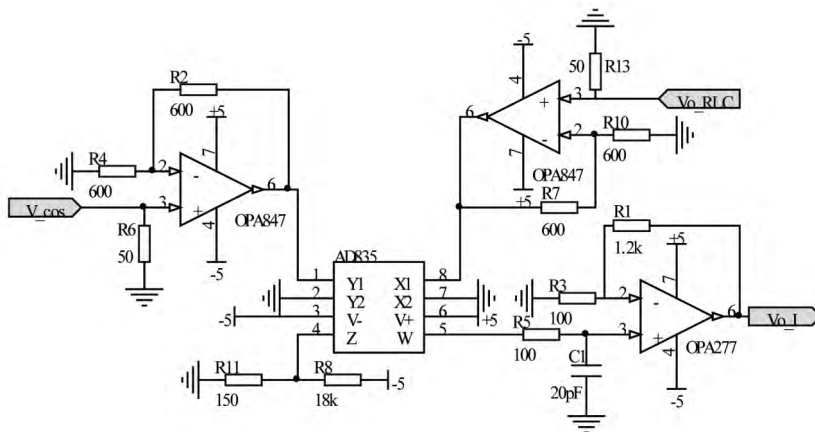 -5
50
R13
4
R2
3
Vo_RLC
+
6
600
+5
-
2
R10
7
7
600
R4
2
-
6
OPA847
600
+5
R7
R1
V_cos
3
+
OPA847
600
1.2k
+5
R6
4
AD835
50
-5
1
Y1
X1
8
7
R3
2
-
2
Y2
X2
7
6
Vo_I
-5
3
V-
V+
6
+5
R5
100
3
+
4
Z
W
5
OPA277
100
C1
4
R11
R8
-5
20pF
-5
150
18k